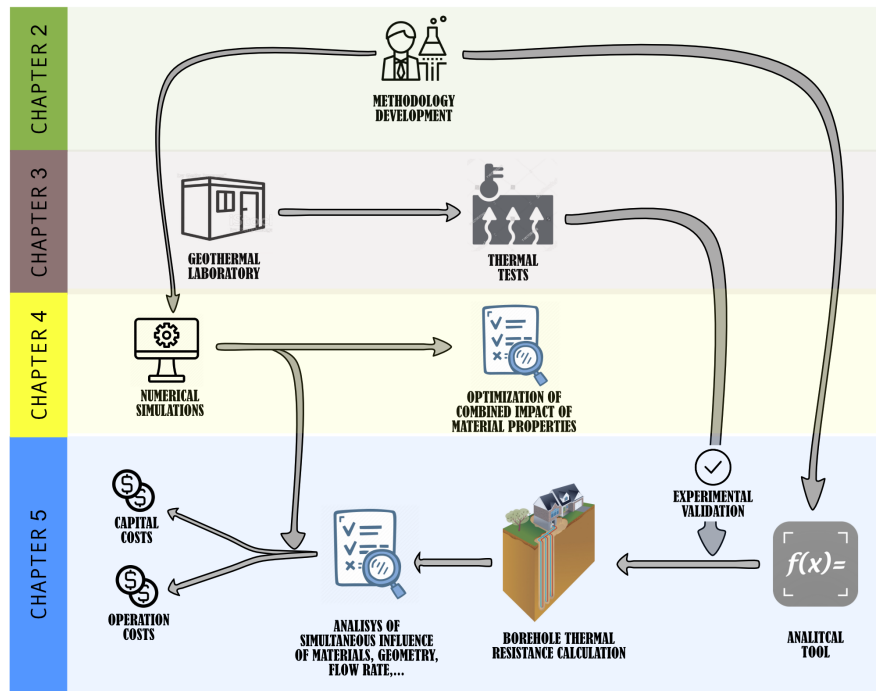 CHAPTER 2
METHODOLOGY
DEVELOPMENT
CHAPTER 3
GEOTHERMAL
LABORATORY
THERMAL
TESTS
CHAPTER 4
NUMERICAL
SIMULATIONS
OPTIMIZATION OF
COMBINED IMPACT OF
MATERIAL PROPERTIES
CHAPTER 5
$
$
CAPITAL
COSTS
$
$
OPERATION
COSTS
ANALISYS OF
SIMULTANEOUS INFLUENCE
OF MATERIALS, GEOMETRY,
FLOW RATE,...
BOREHOLE THERMAL
RESISTANCE CALCULATION
EXPERIMENTAL
VALIDATION
f(x)=
ANALITCAL
TOOL